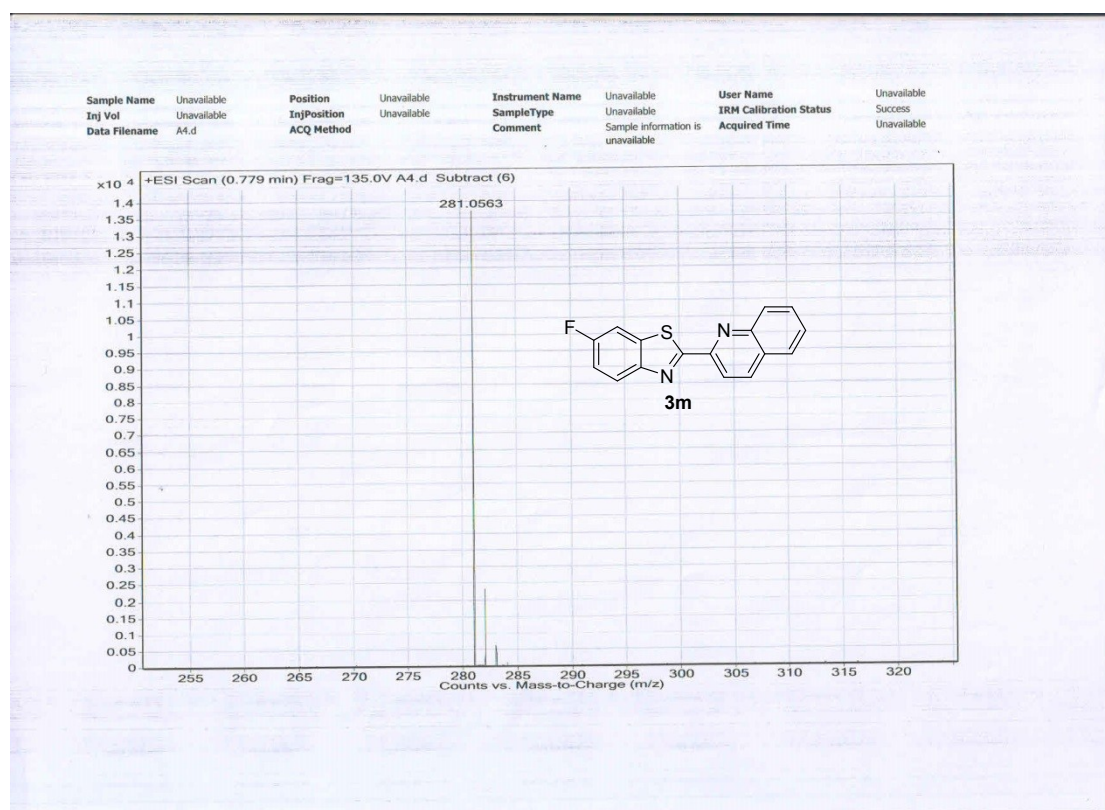 Sample Name Unavailable Position Unavailable Instrument Name Unavailable User Name Unavailable
Inj Vol Unavailable InjPosition Unavailable SampleType Unavailable IRM Calibration Status Success
Data Filename A4.d ACQ Method Comment Sample information is unavailable Acquired Time Unavailable
x10 4
+ESI Scan (0.779 min) Frag=135.0V A4.d Subtract (6)
281.0563
1.4
1.35
1.3
1.25
1.2
1.15
1.1
1.05
1
0.95
0.9
0.85
0.8
0.75
0.7
0.65
0.6
0.55
0.5
0.45
0.4
0.35
0.3
0.25
0.2
0.15
0.1
0.05
0
F
S
N
N
3m
255 260 265 270 275 280 285 290 295 300 305 310 315 320
Counts vs. Mass-to-Charge (m/z)